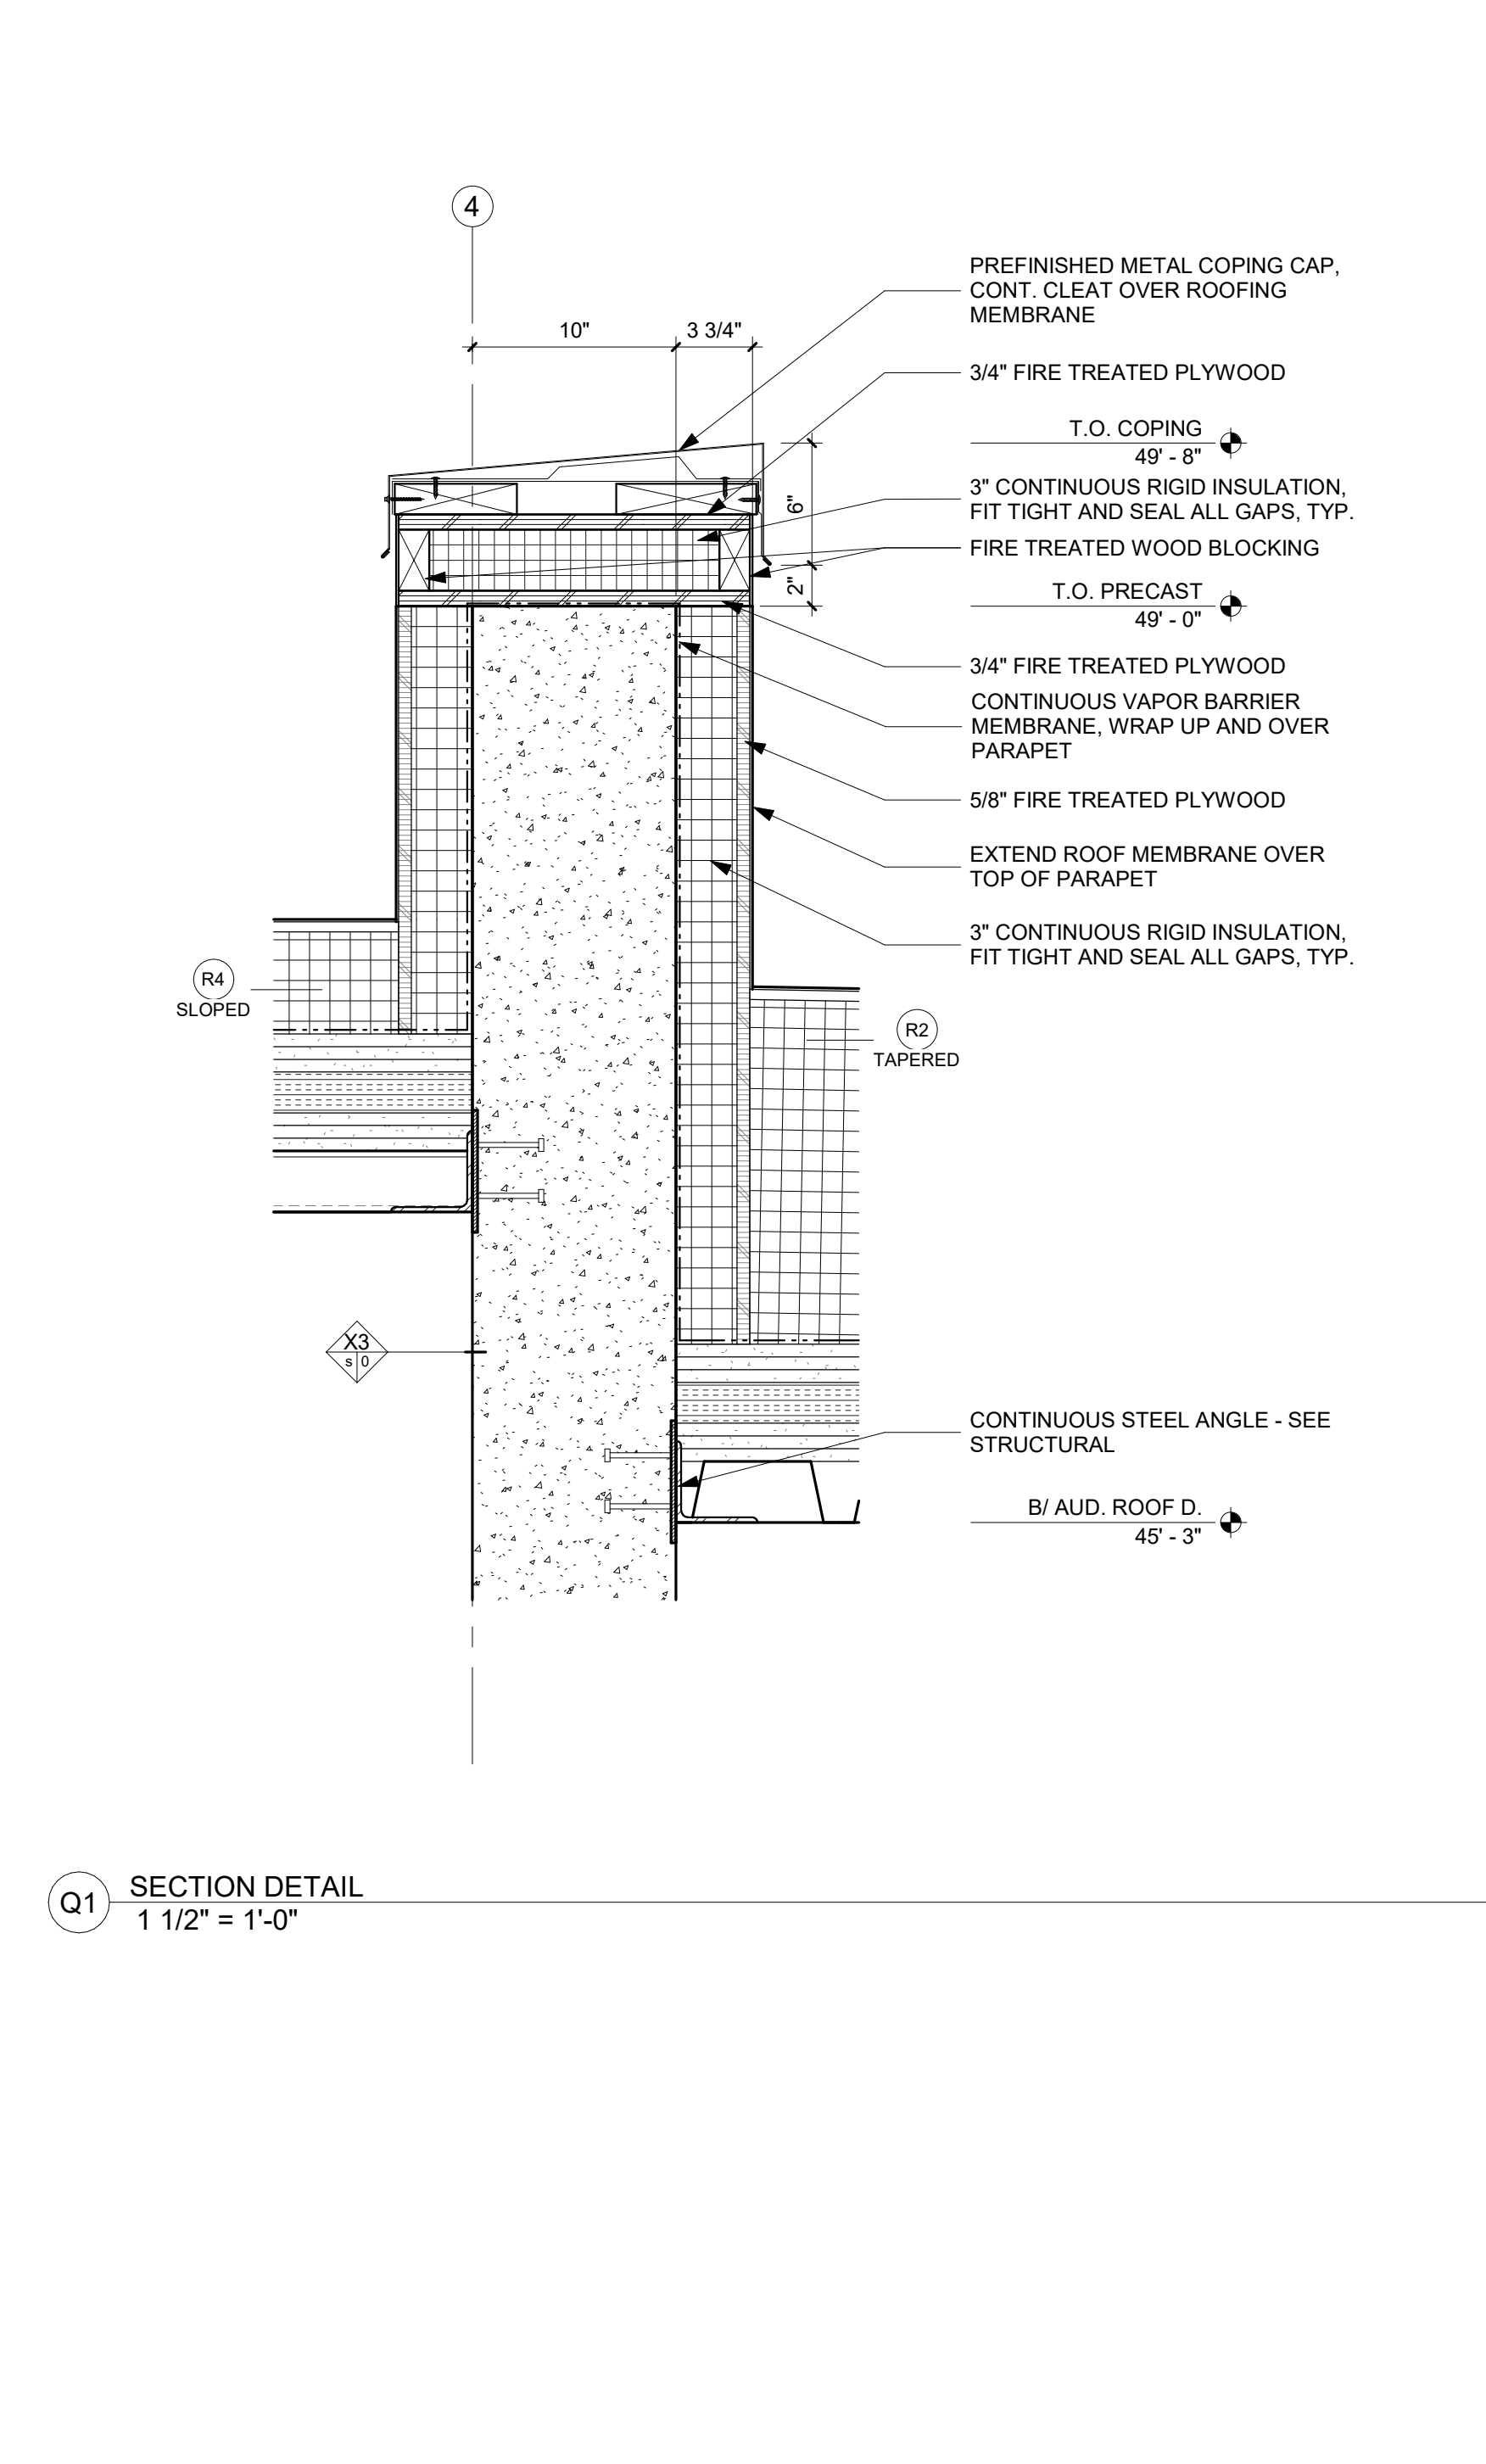 4
PREFINISHED METAL COPING CAP,
CONT. CLEAT OVER ROOFING
MEMBRANE
10"
3 3/4"
3/4" FIRE TREATED PLYWOOD
T.O. COPING
49' - 8"
3" CONTINUOUS RIGID INSULATION,
FIT TIGHT AND SEAL ALL GAPS, TYP.
6"
FIRE TREATED WOOD BLOCKING
2"
T.O. PRECAST
49' - 0"
3/4" FIRE TREATED PLYWOOD
CONTINUOUS VAPOR BARRIER
MEMBRANE, WRAP UP AND OVER
PARAPET
5/8" FIRE TREATED PLYWOOD
EXTEND ROOF MEMBRANE OVER
TOP OF PARAPET
3" CONTINUOUS RIGID INSULATION,
FIT TIGHT AND SEAL ALL GAPS, TYP.
R4
SLOPED
R2
TAPERED
X3
s 0
CONTINUOUS STEEL ANGLE - SEE
STRUCTURAL
B/ AUD. ROOF D.
45' - 3"
Q1
SECTION DETAIL
1 1/2" = 1'-0"